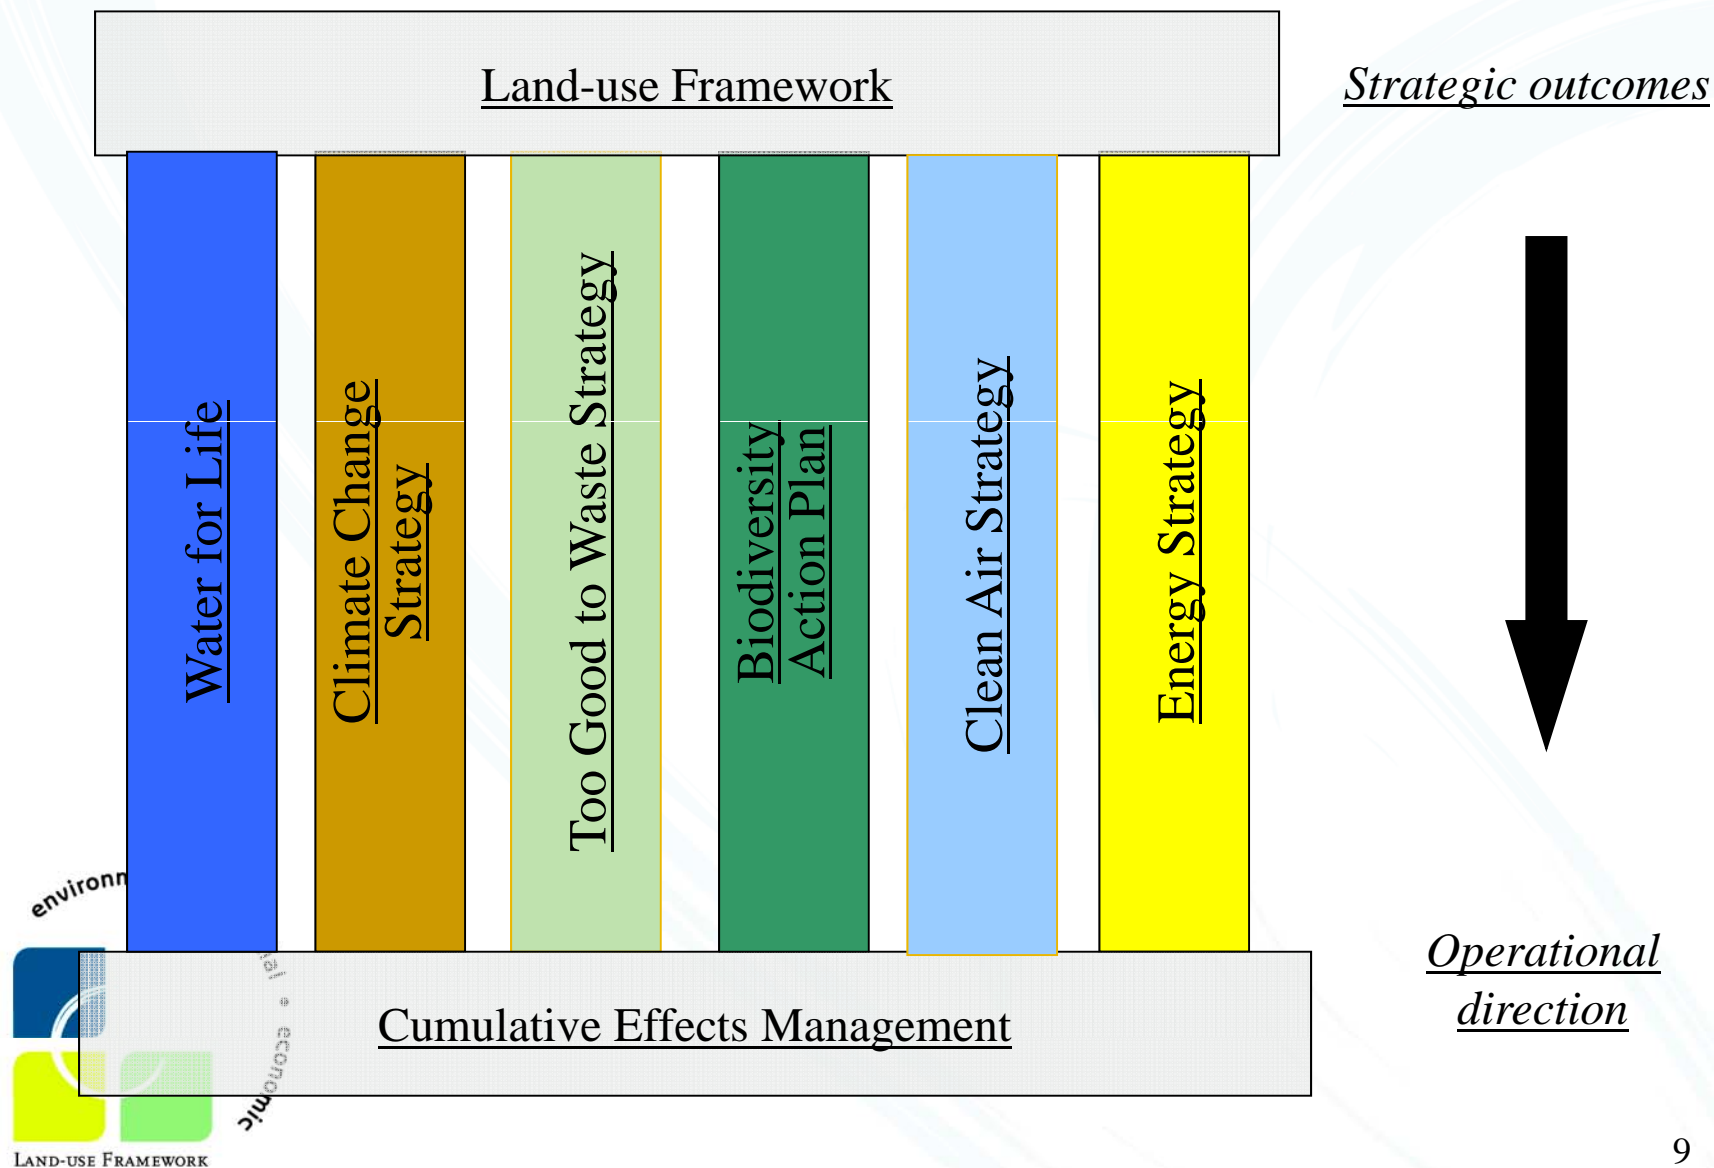 Land-use Framework
Strategic outcomes
Water for Life
Climate Change
Strategy
Too Good to Waste Strategy
Biodiversity
Action Plan
Clean Air Strategy
Energy Strategy
Operational
direction
Cumulative Effects Management
economic
LAND-USE FRAMEWORK
9